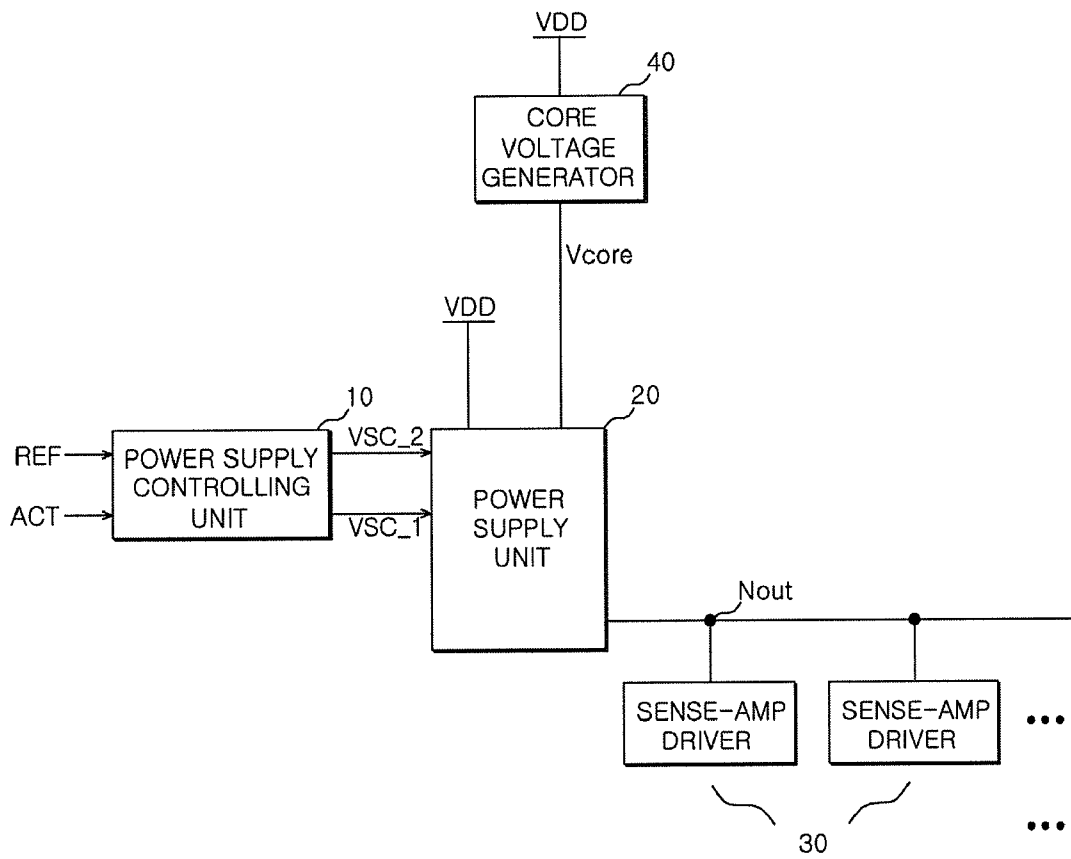 VDD
40
CORE
VOLTAGE
GENERATOR
Vcore
VDD
10
20
REF
ACT
POWER SUPPLY
CONTROLLING
UNIT
VSC_2
VSC_1
POWER
SUPPLY
UNIT
Nout
SENSE-AMP
DRIVER
SENSE-AMP
DRIVER
30